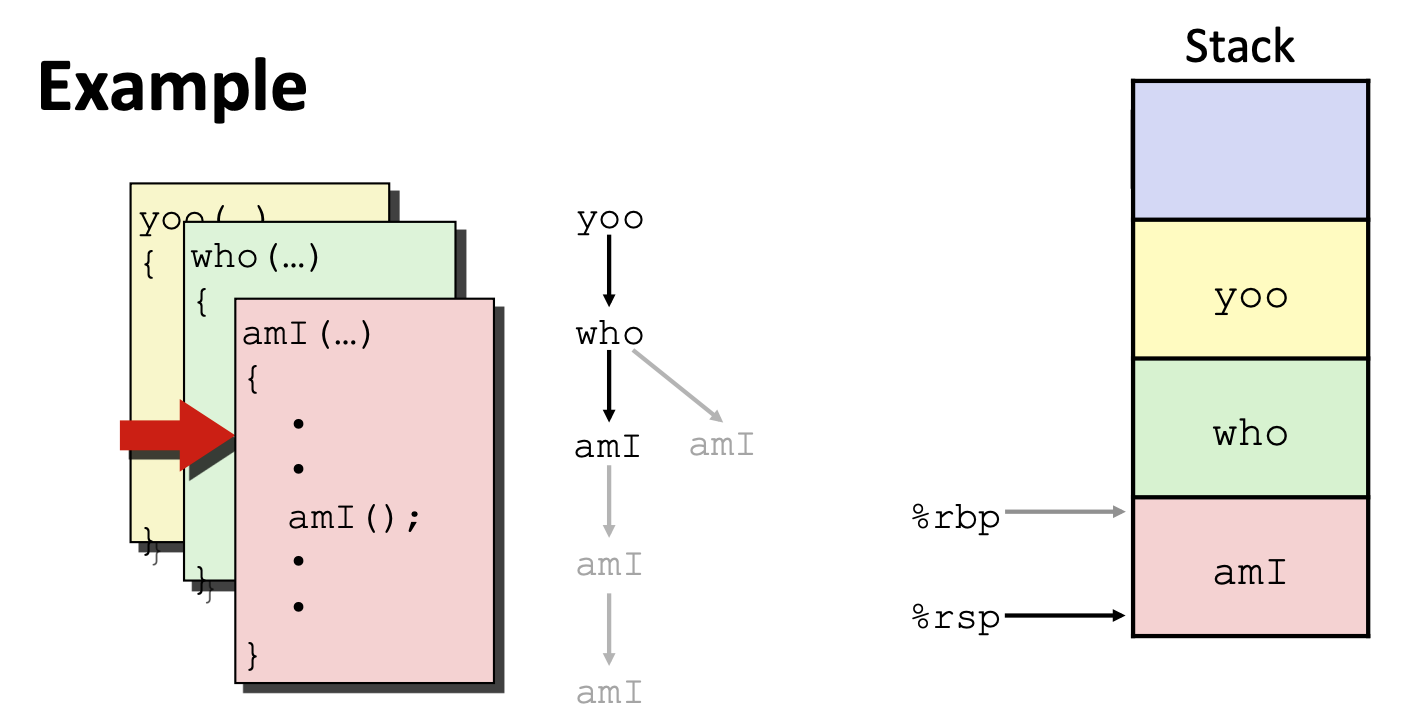 Example
yoo(…)
{
}
}
who(…)
{
}
}
amI(…)
{
•
•
amI();
•
•
}
yoo
who
amI amI
amI
amI
Stack
yoo
who
amI
%rbp
%rsp